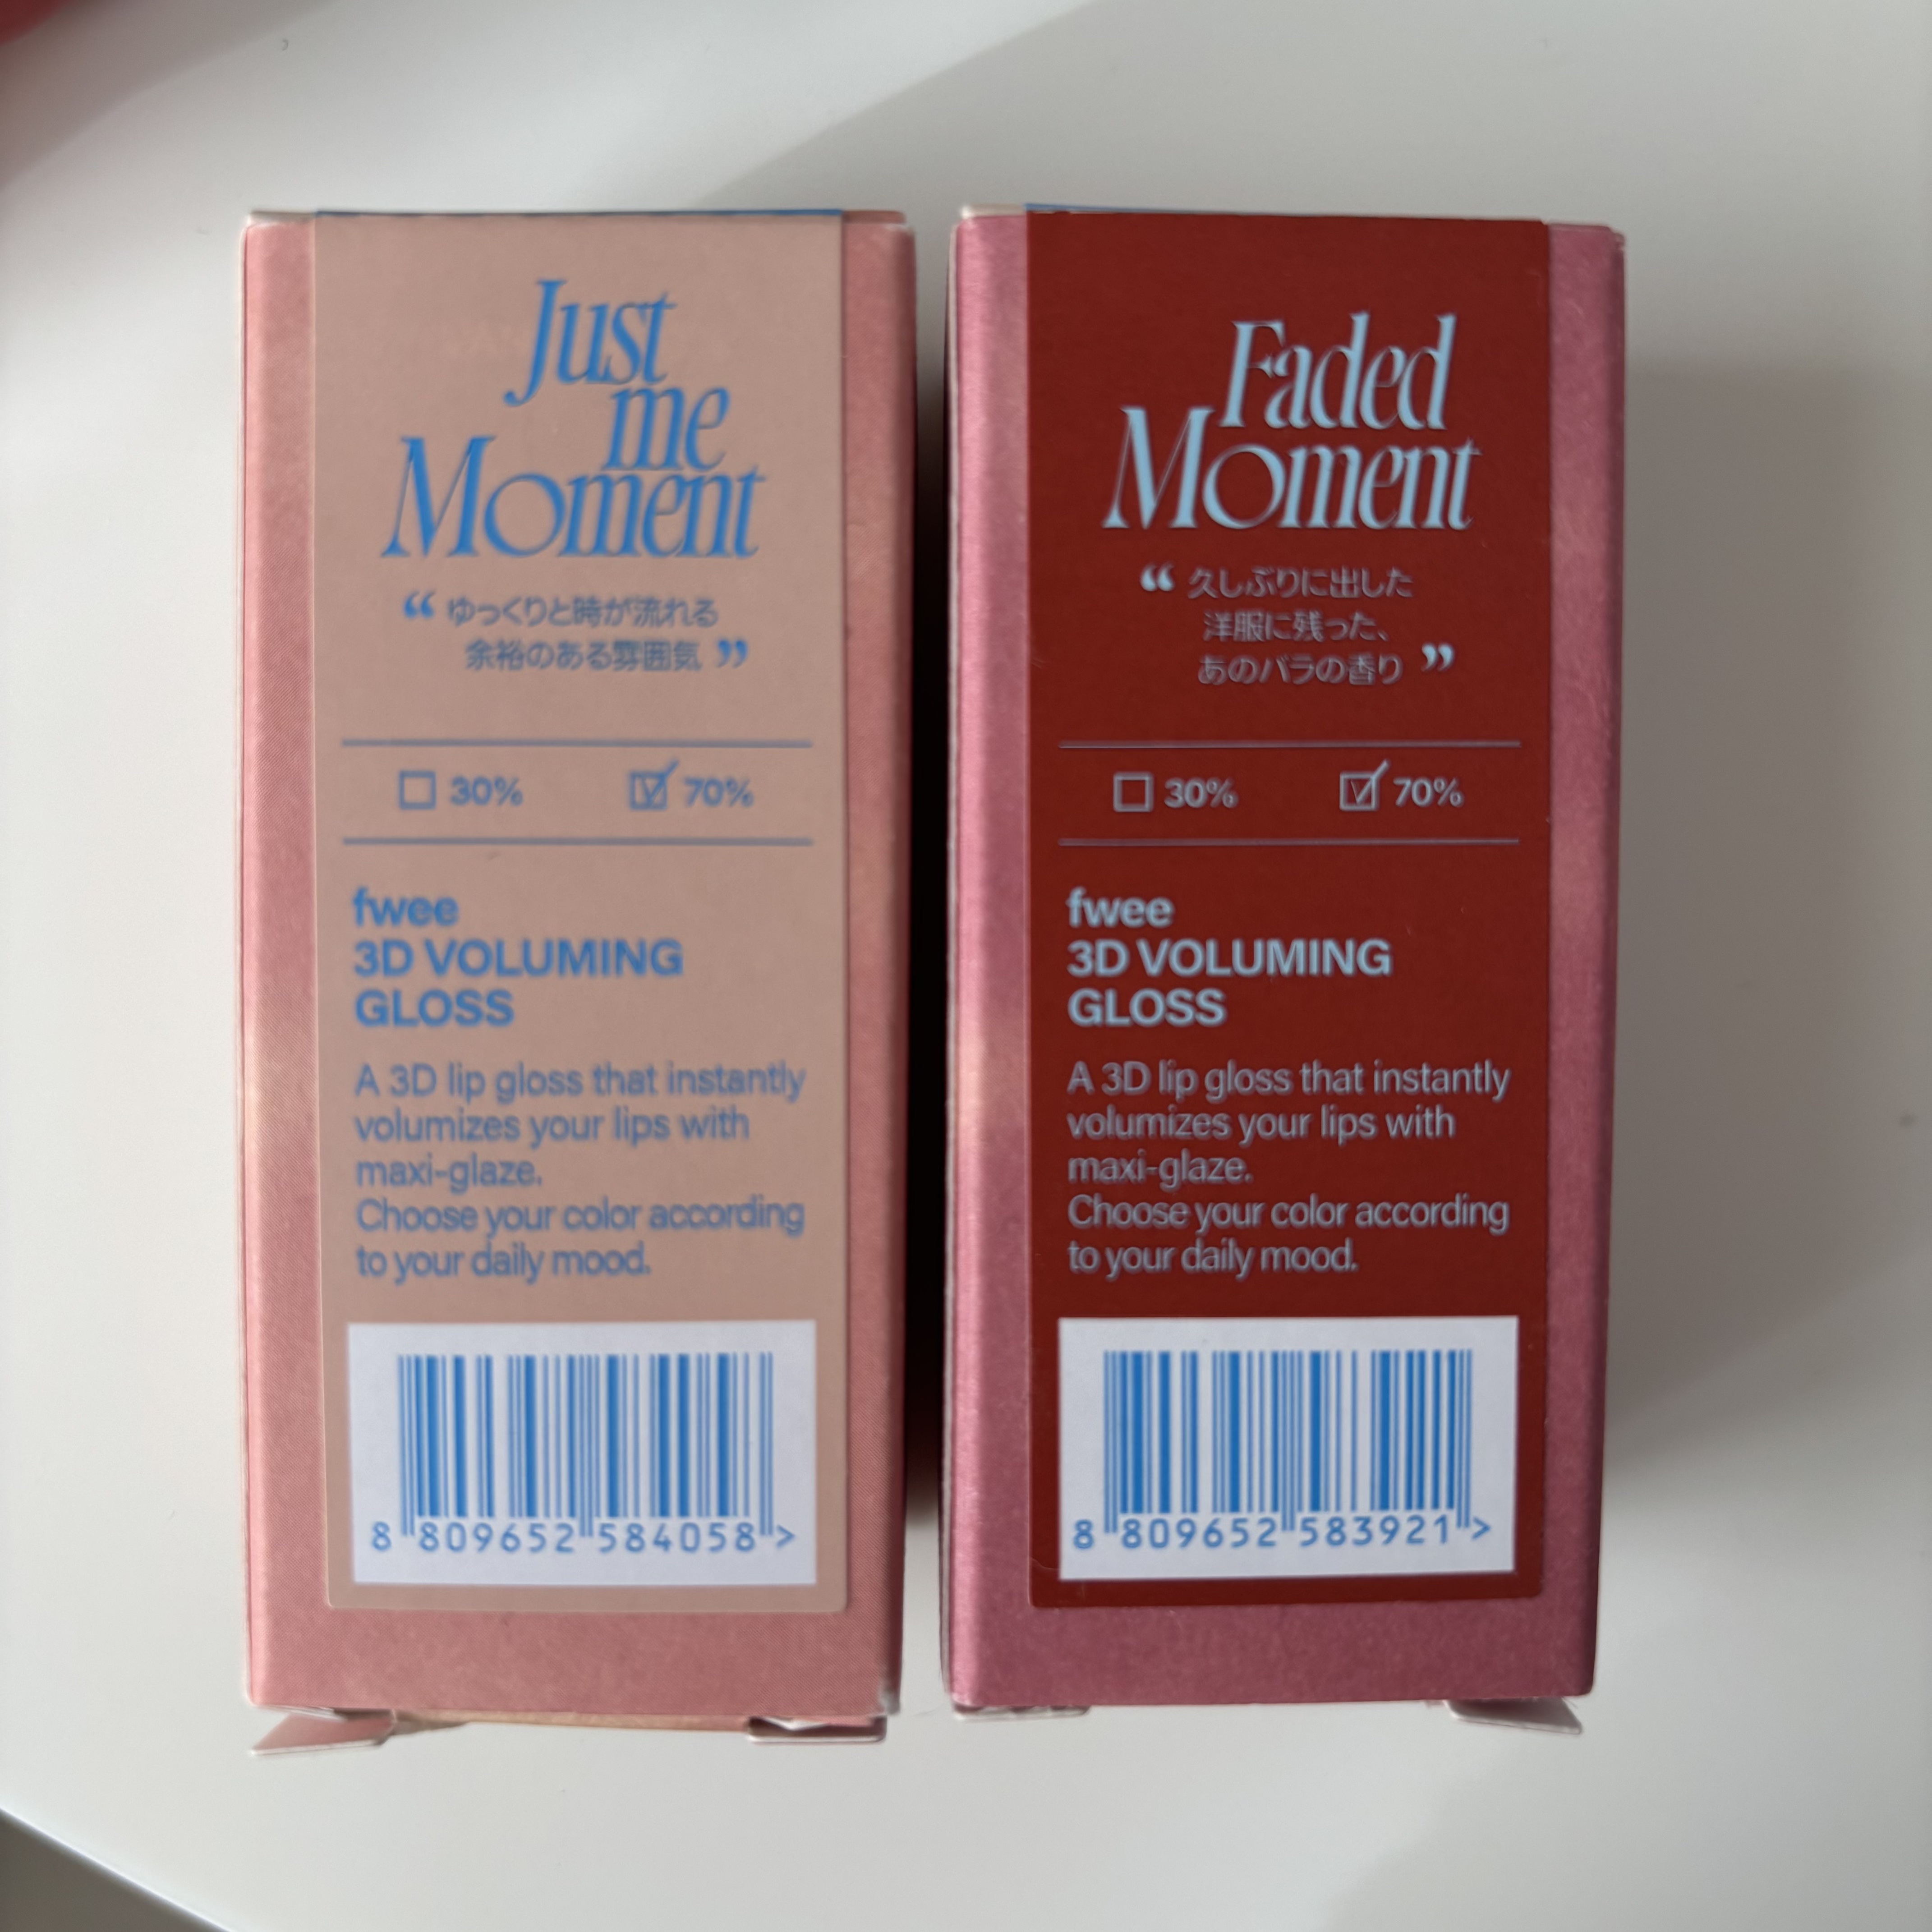 Just
me
Moment
“ ゆっくりと時が流れる
余裕のある雰囲気 ”
30% 70%
fwee
3D VOLUMING
GLOSS
A 3D lip gloss that instantly
volumizes your lips with
maxi-glaze.
Choose your color according
to your daily mood.
8 809652 584058 >
Faded
Moment
“ 久しぶりに出した
洋服に残った、
あのバラの香り ”
30% 70%
fwee
3D VOLUMING
GLOSS
A 3D lip gloss that instantly
volumizes your lips with
maxi-glaze.
Choose your color according
to your daily mood.
8 809652 583921 >